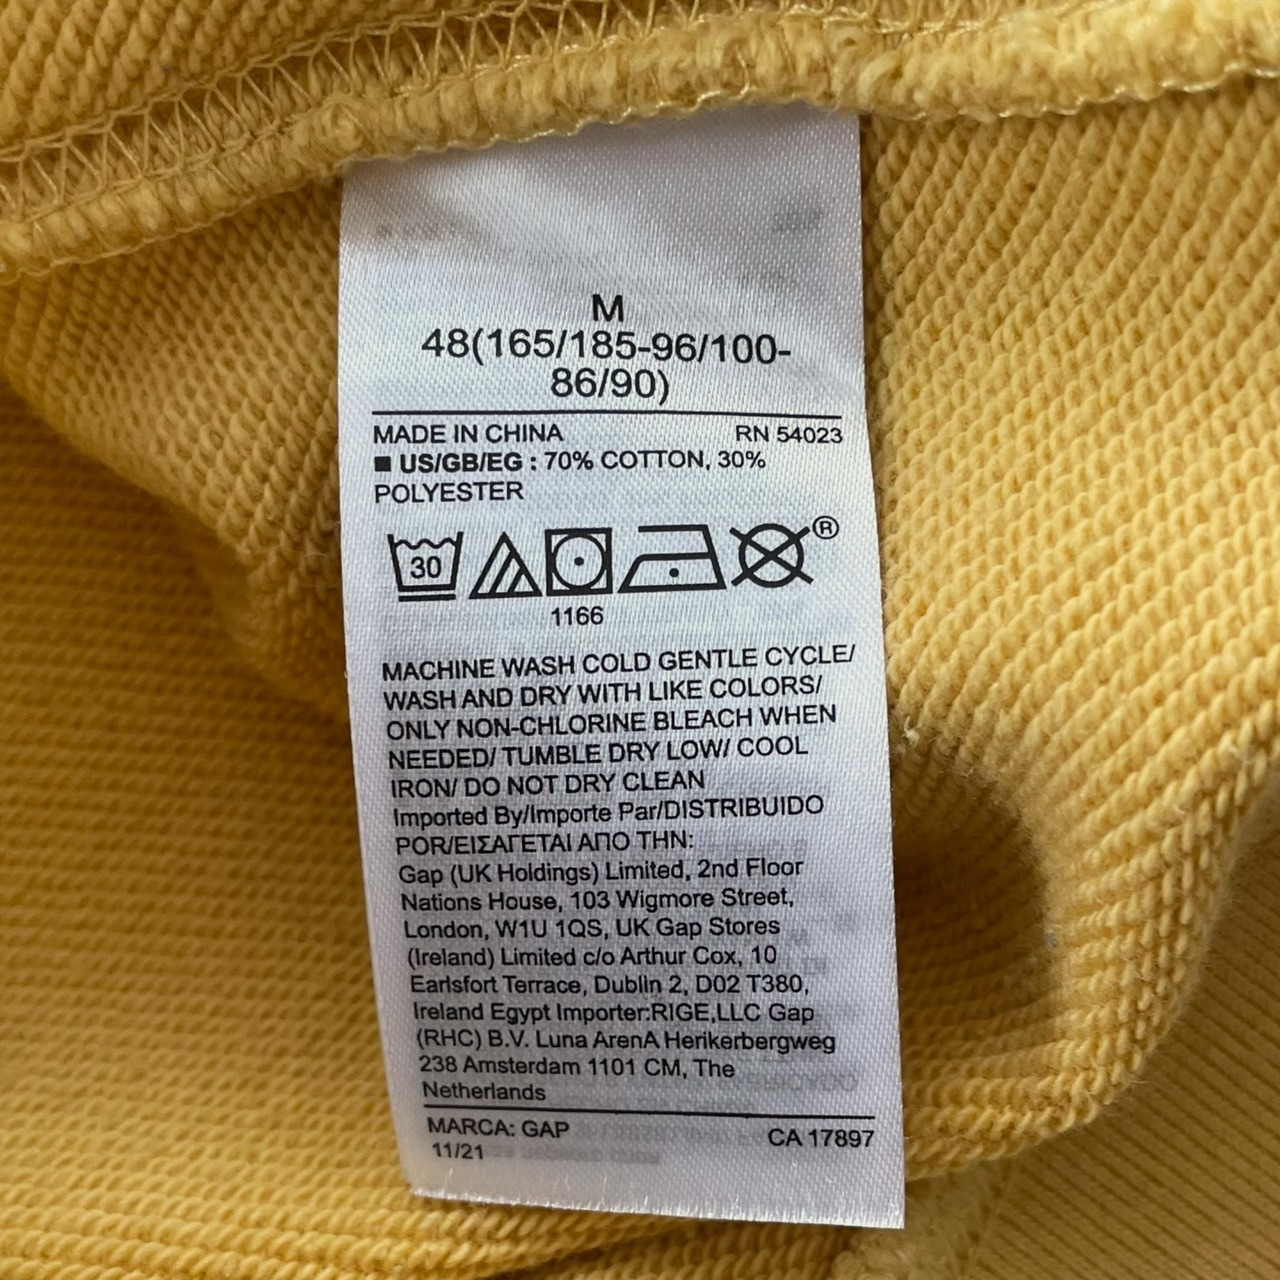 M
48(165/185-96/100-
86/90)
MADE IN CHINA RN 54023
■ US/GB/EG : 70% COTTON, 30%
POLYESTER
30 ®
1166
MACHINE WASH COLD GENTLE CYCLE/
WASH AND DRY WITH LIKE COLORS/
ONLY NON-CHLORINE BLEACH WHEN
NEEDED/ TUMBLE DRY LOW/ COOL
IRON/ DO NOT DRY CLEAN
Imported By/Importe Par/DISTRIBUIDO
POR/ΕΙΣΑΓΕΤΑΙ ΑΠΟ ΤΗΝ:
Gap (UK Holdings) Limited, 2nd Floor
Nations House, 103 Wigmore Street,
London, W1U 1QS, UK Gap Stores
(Ireland) Limited c/o Arthur Cox, 10
Earlsfort Terrace, Dublin 2, D02 T380,
Ireland Egypt Importer:RIGE,LLC Gap
(RHC) B.V. Luna ArenA Herikerbergweg
238 Amsterdam 1101 CM, The
Netherlands
MARCA: GAP CA 17897
11/21